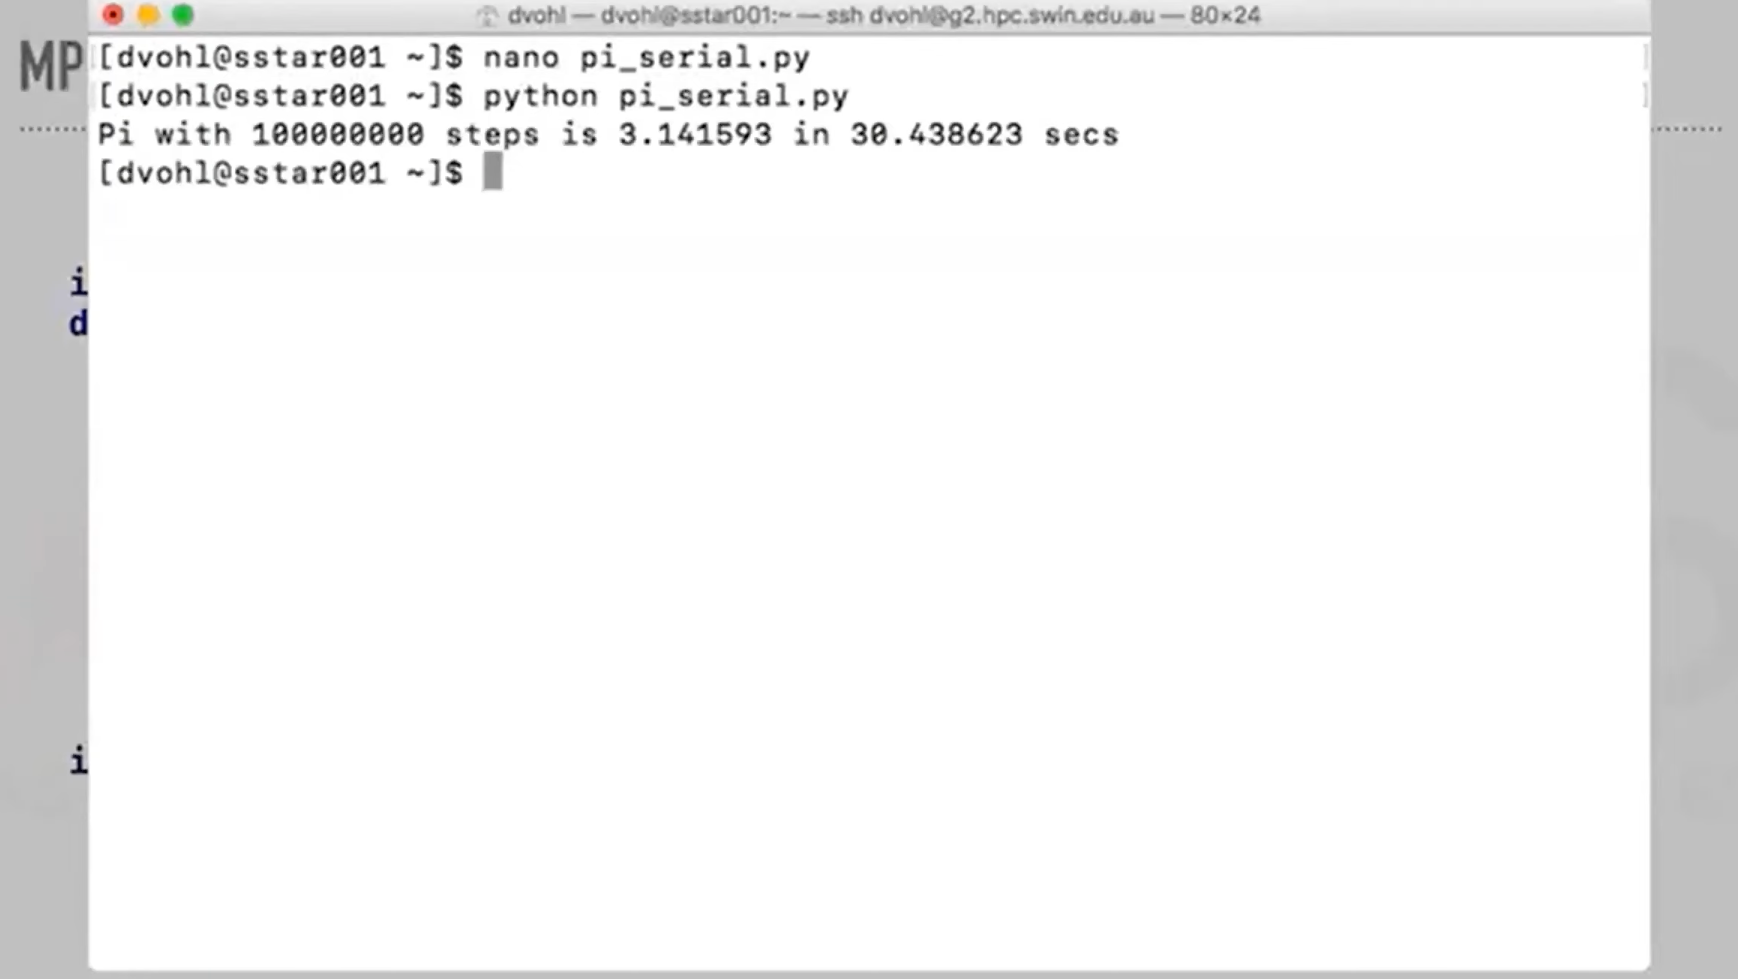 dvohl — dvohl@sstar001:~ — ssh dvohl@g2.hpc.swin.edu.au — 80×24
MP
[dvohl@sstar001 ~]$ nano pi_serial.py ]
[dvohl@sstar001 ~]$ python pi_serial.py ]
Pi with 100000000 steps is 3.141593 in 30.438623 secs
[dvohl@sstar001 ~]$
i
d
i